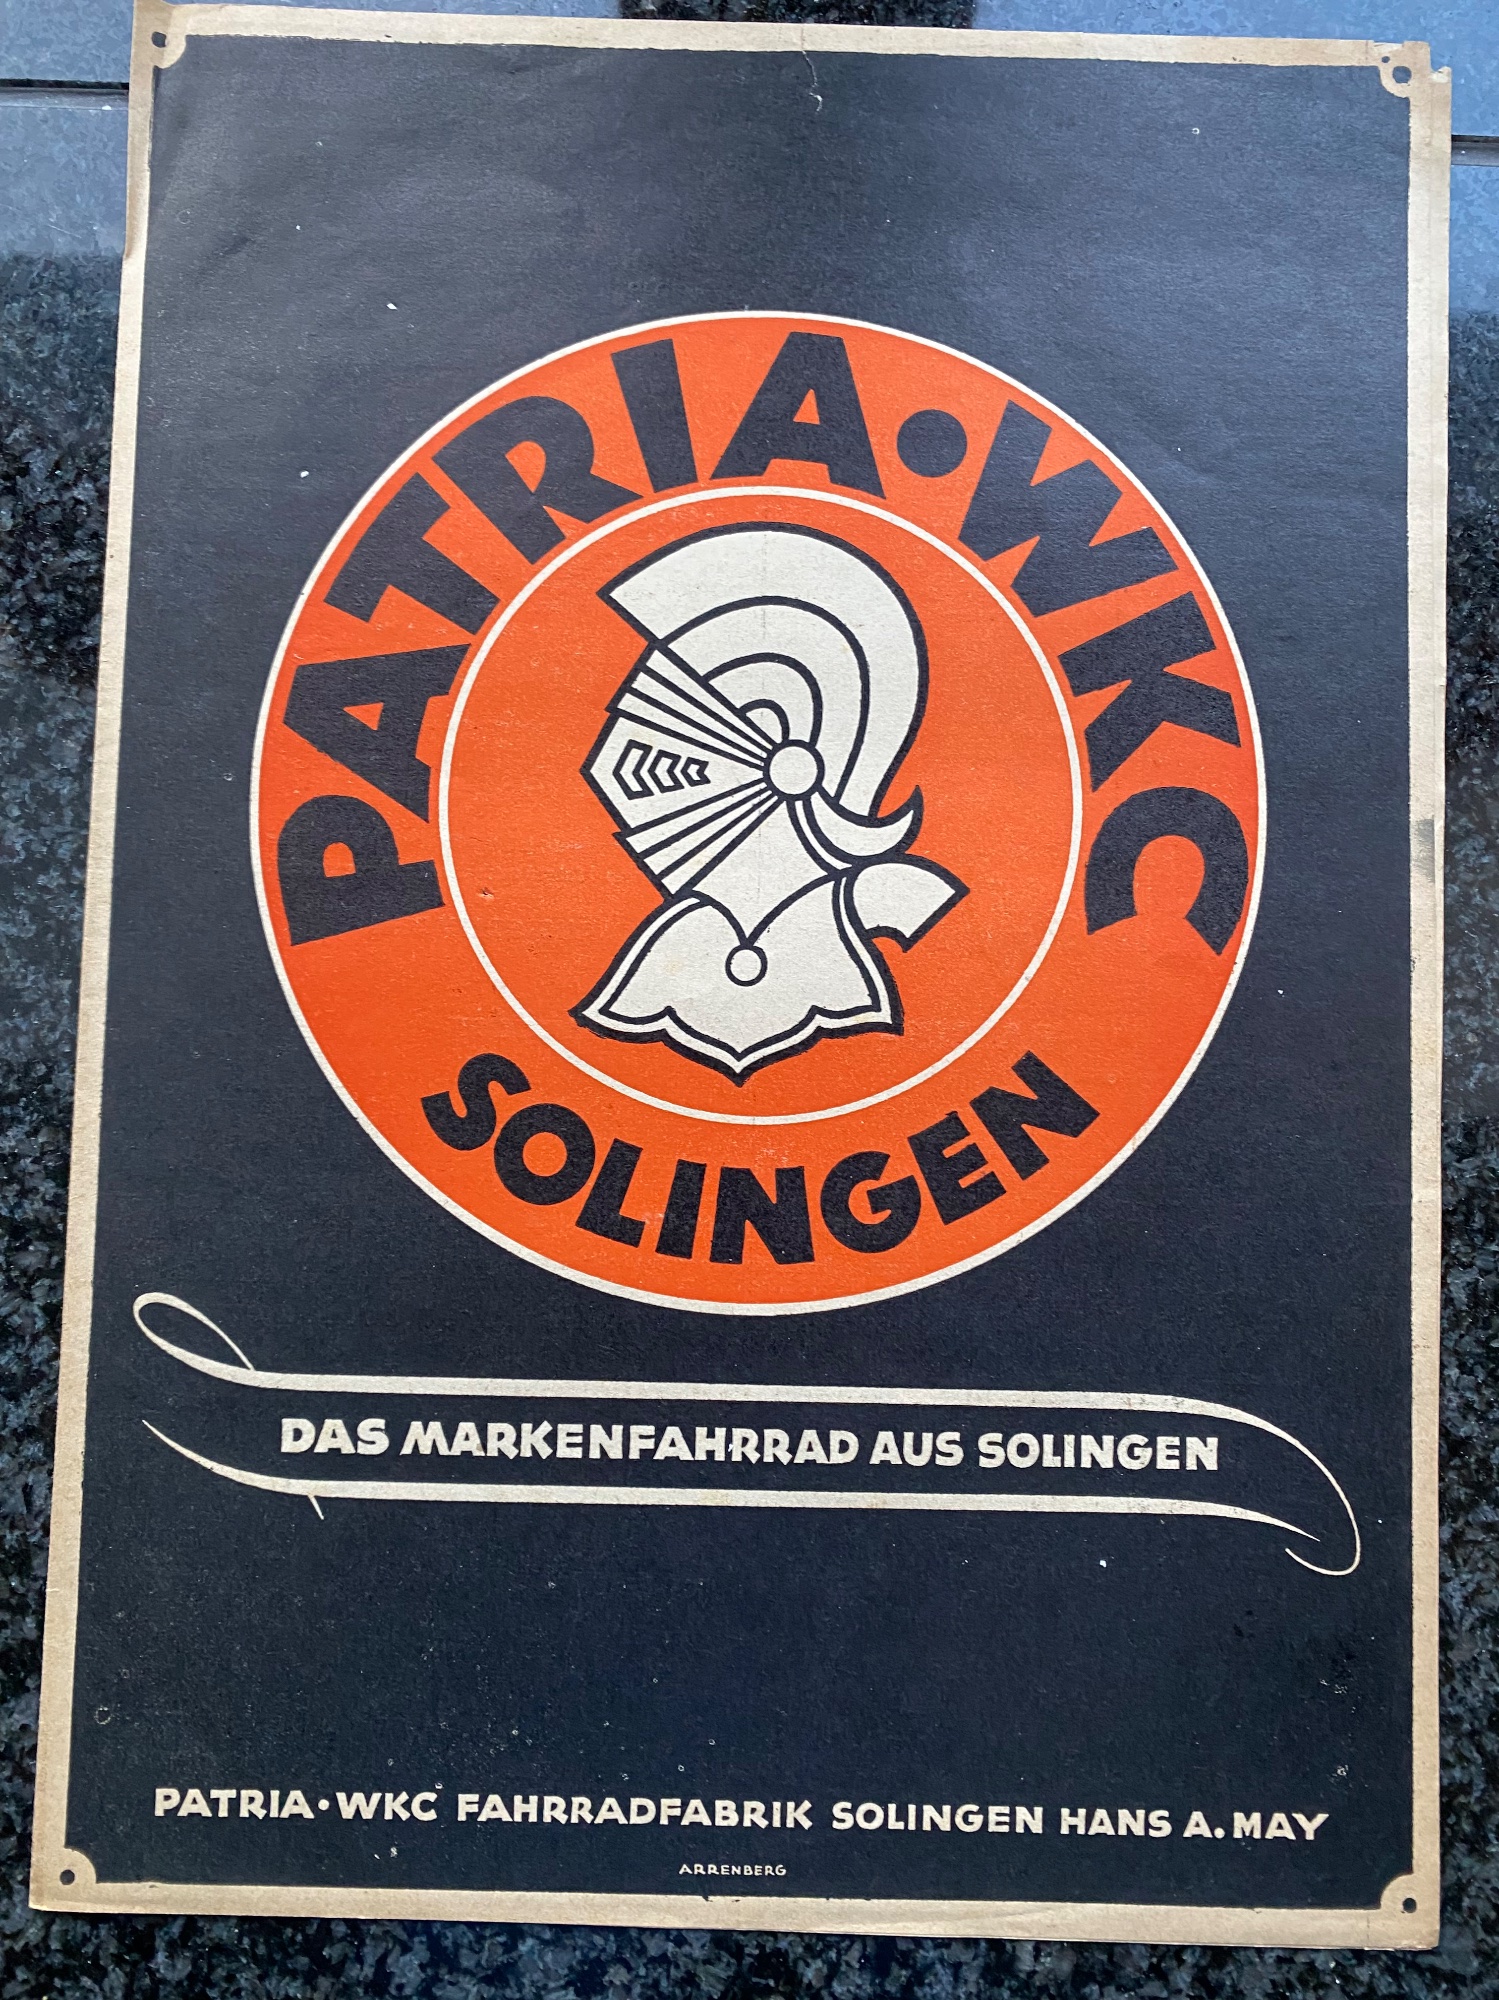 PATRIA·WKC
SOLINGEN
DAS MARKENFAHRRAD AUS SOLINGEN
PATRIA·WKC FAHRRADFABRIK SOLINGEN HANS A. MAY
ARRENBERG